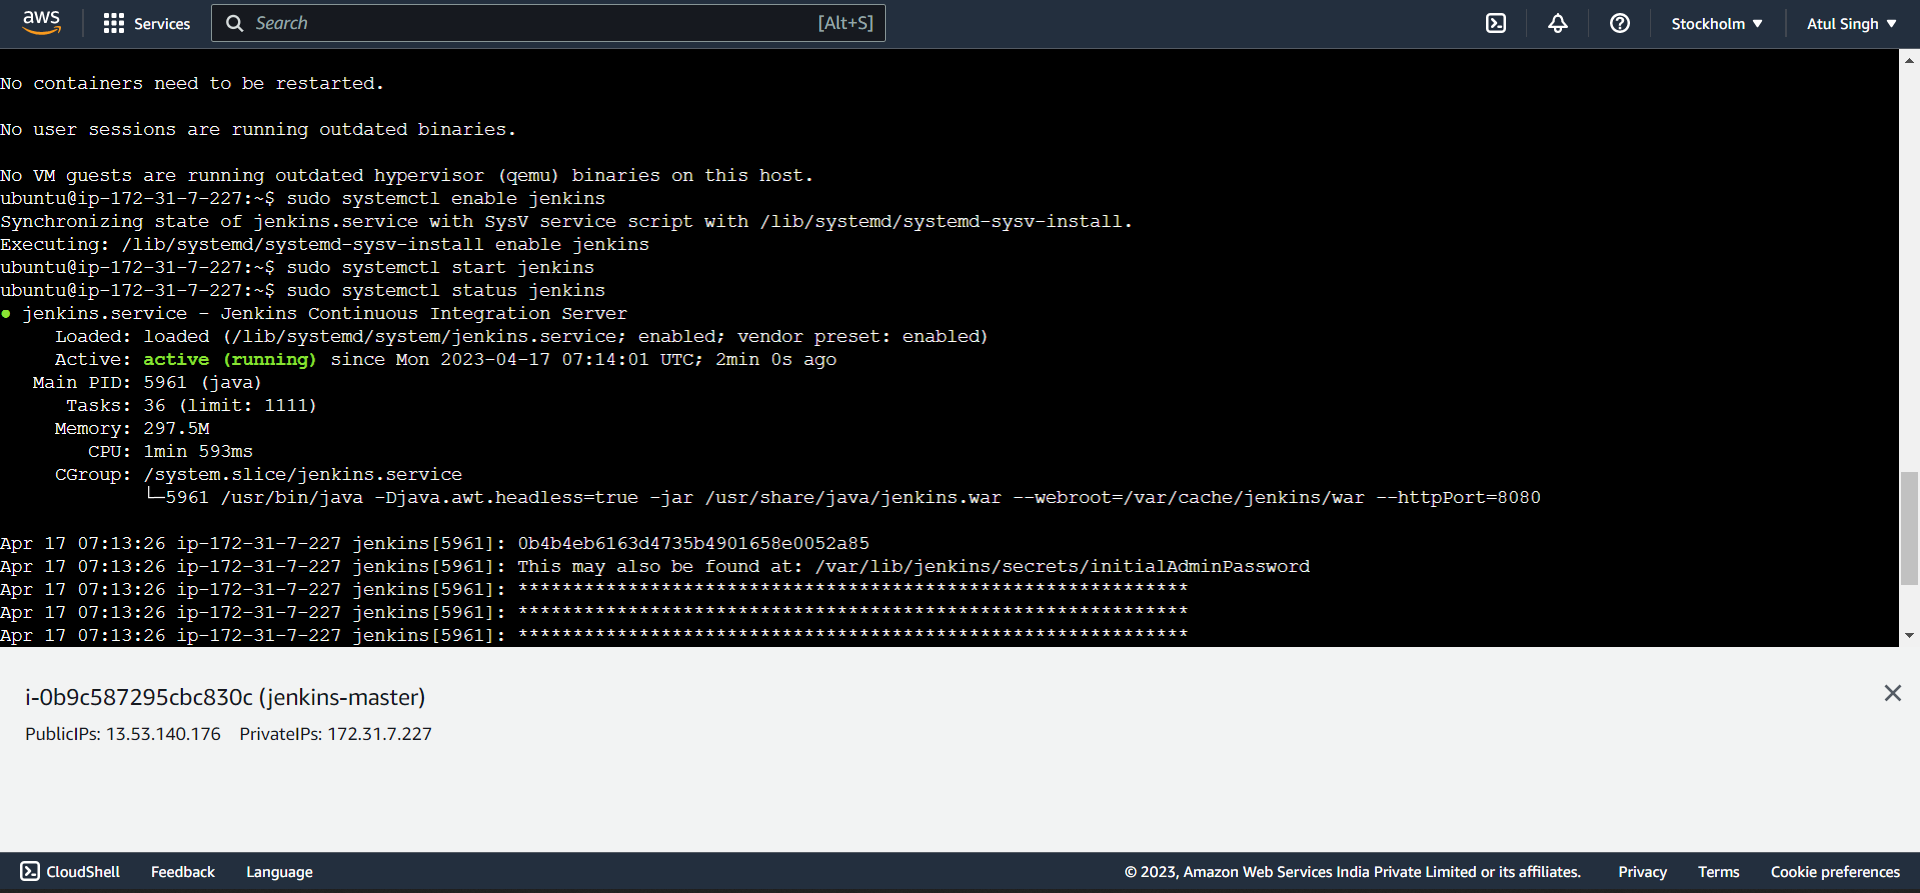 aws Services Search [Alt+S] Stockholm Atul Singh
No containers need to be restarted.
No user sessions are running outdated binaries.
No VM guests are running outdated hypervisor (qemu) binaries on this host.
ubuntu@ip-172-31-7-227:~$ sudo systemctl enable jenkins
Synchronizing state of jenkins.service with SysV service script with /lib/systemd/systemd-sysv-install.
Executing: /lib/systemd/systemd-sysv-install enable jenkins
ubuntu@ip-172-31-7-227:~$ sudo systemctl start jenkins
ubuntu@ip-172-31-7-227:~$ sudo systemctl status jenkins
● jenkins.service - Jenkins Continuous Integration Server
Loaded: loaded (/lib/systemd/system/jenkins.service; enabled; vendor preset: enabled)
Active: active (running) since Mon 2023-04-17 07:14:01 UTC; 2min 0s ago
Main PID: 5961 (java)
Tasks: 36 (limit: 1111)
Memory: 297.5M
CPU: 1min 593ms
CGroup: /system.slice/jenkins.service
└─5961 /usr/bin/java -Djava.awt.headless=true -jar /usr/share/java/jenkins.war --webroot=/var/cache/jenkins/war --httpPort=8080
Apr 17 07:13:26 ip-172-31-7-227 jenkins[5961]: 0b4b4eb6163d4735b4901658e0052a85
Apr 17 07:13:26 ip-172-31-7-227 jenkins[5961]: This may also be found at: /var/lib/jenkins/secrets/initialAdminPassword
Apr 17 07:13:26 ip-172-31-7-227 jenkins[5961]: *************************************************************
Apr 17 07:13:26 ip-172-31-7-227 jenkins[5961]: *************************************************************
Apr 17 07:13:26 ip-172-31-7-227 jenkins[5961]: *************************************************************
i-0b9c587295cbc830c (jenkins-master)
PublicIPs: 13.53.140.176 PrivateIPs: 172.31.7.227
CloudShell Feedback Language © 2023, Amazon Web Services India Private Limited or its affiliates. Privacy Terms Cookie preferences